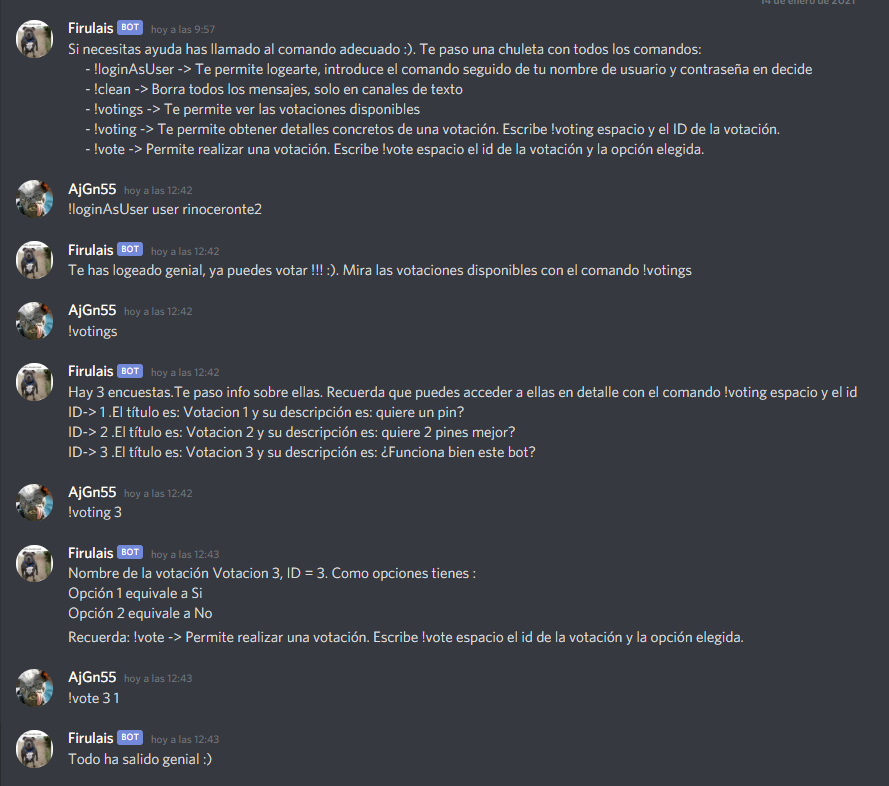 14 de enero de 2021
Firulais BOT hoy a las 9:57
Si necesitas ayuda has llamado al comando adecuado :). Te paso una chuleta con todos los comandos:
- !loginAsUser -> Te permite logearte, introduce el comando seguido de tu nombre de usuario y contraseña en decide
- !clean -> Borra todos los mensajes, solo en canales de texto
- !votings -> Te permite ver las votaciones disponibles
- !voting -> Te permite obtener detalles concretos de una votación. Escribe !voting espacio y el ID de la votación.
- !vote -> Permite realizar una votación. Escribe !vote espacio el id de la votación y la opción elegida.
AjGn55 hoy a las 12:42
!loginAsUser user rinoceronte2
Firulais BOT hoy a las 12:42
Te has logeado genial, ya puedes votar !!! :). Mira las votaciones disponibles con el comando !votings
AjGn55 hoy a las 12:42
!votings
Firulais BOT hoy a las 12:42
Hay 3 encuestas.Te paso info sobre ellas. Recuerda que puedes acceder a ellas en detalle con el comando !voting espacio y el id
ID-> 1 .El título es: Votacion 1 y su descripción es: quiere un pin?
ID-> 2 .El título es: Votacion 2 y su descripción es: quiere 2 pines mejor?
ID-> 3 .El título es: Votacion 3 y su descripción es: ¿Funciona bien este bot?
AjGn55 hoy a las 12:42
!voting 3
Firulais BOT hoy a las 12:43
Nombre de la votación Votacion 3, ID = 3. Como opciones tienes :
Opción 1 equivale a Si
Opción 2 equivale a No
Recuerda: !vote -> Permite realizar una votación. Escribe !vote espacio el id de la votación y la opción elegida.
AjGn55 hoy a las 12:43
!vote 3 1
Firulais BOT hoy a las 12:43
Todo ha salido genial :)